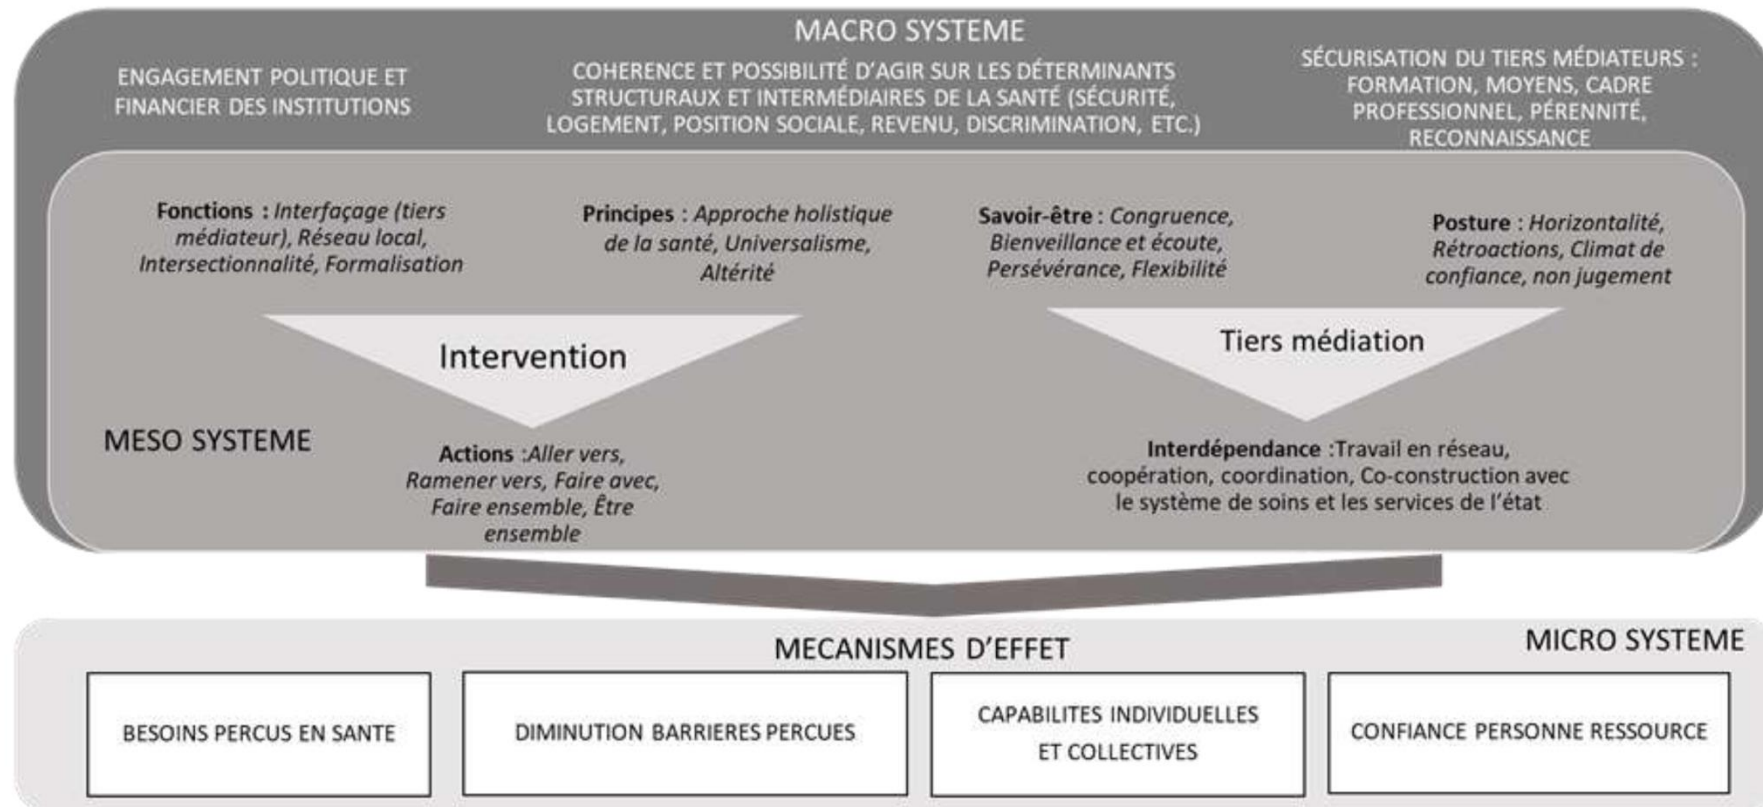 MACRO SYSTEME
ENGAGEMENT POLITIQUE ET
FINANCIER DES INSTITUTIONS
COHERENCE ET POSSIBILITÉ D'AGIR SUR LES DÉTERMINANTS
STRUCTURAUX ET INTERMÉDIAIRES DE LA SANTÉ (SÉCURITÉ,
LOGEMENT, POSITION SOCIALE, REVENU, DISCRIMINATION, ETC.)
SÉCURISATION DU TIERS MÉDIATEURS :
FORMATION, MOYENS, CADRE
PROFESSIONNEL, PÉRENNITÉ,
RECONNAISSANCE
Fonctions : Interfaçage (tiers
médiateur), Réseau local,
Intersectionnalité, Formalisation
Principes : Approche holistique
de la santé, Universalisme,
Altérité
Savoir-être : Congruence,
Bienveillance et écoute,
Persévérance, Flexibilité
Posture : Horizontalité,
Rétroactions, Climat de
confiance, non jugement
Intervention
Tiers médiation
MESO SYSTEME
Actions :Aller vers,
Ramener vers, Faire avec,
Faire ensemble, Être
ensemble
Interdépendance :Travail en réseau,
coopération, coordination, Co-construction avec
le système de soins et les services de l'état
MECANISMES D'EFFET
MICRO SYSTEME
BESOINS PERCUS EN SANTE
DIMINUTION BARRIERES PERCUES
CAPABILITES INDIVIDUELLES
ET COLLECTIVES
CONFIANCE PERSONNE RESSOURCE